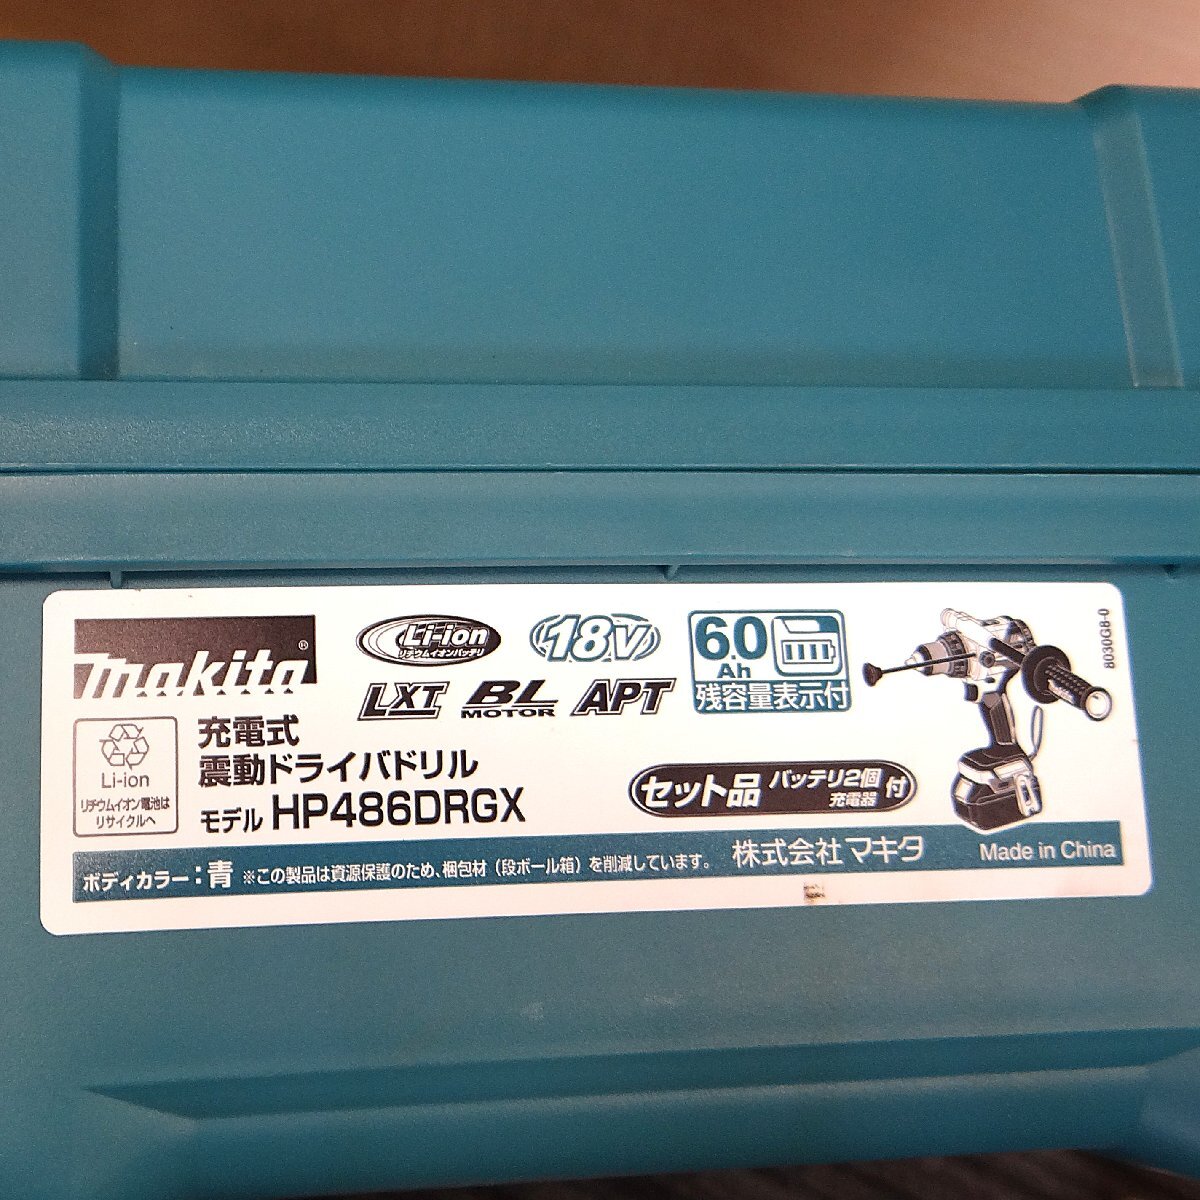 makita®
Li-ion
リチウムイオンバッテリ
18V
6.0
Ah
残容量表示付
LXT
BL
MOTOR
APT
8030G8-0
Li-ion
リチウムイオン電池は
リサイクルへ
充電式
震動ドライバドリル
モデル HP486DRGX
セット品 バッテリ2個
充電器
付
ボディカラー：青 ※この製品は資源保護のため、梱包材（段ボール箱）を削減しています。 株式会社マキタ Made in China